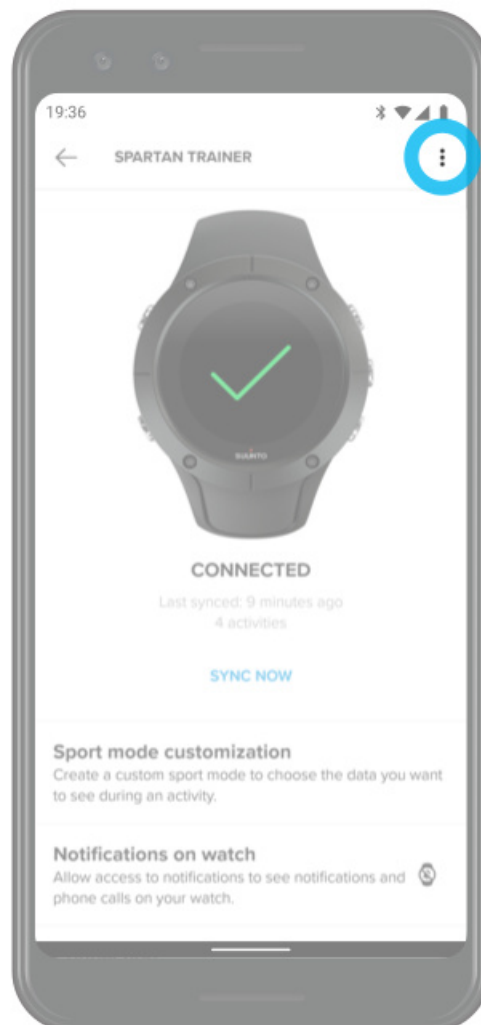 19:36
SPARTAN TRAINER
SUUNTO
CONNECTED
Last synced: 9 minutes ago
4 activities
SYNC NOW
Sport mode customization
Create a custom sport mode to choose the data you want
to see during an activity.
Notifications on watch
Allow access to notifications to see notifications and
phone calls on your watch.